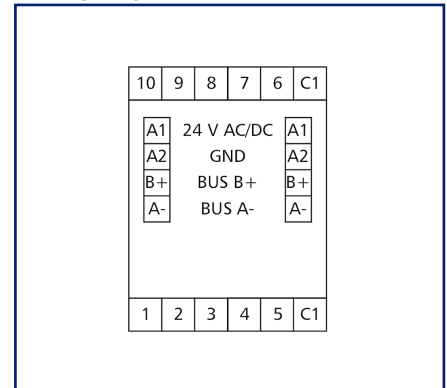 10 9 8 7 6 C1
A1 24 V AC/DC A1
A2 GND A2
B+ BUS B+ B+
A- BUS A- A-
1 2 3 4 5 C1